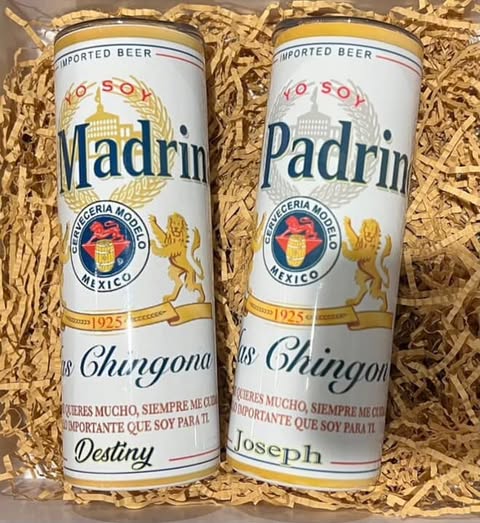 IMPORTED BEER
YO SOY
Madrin
CERVECERIA MODELO
MEXICO
1925
as Chingona
QUIERES MUCHO, SIEMPRE ME CUI
O IMPORTANTE QUE SOY PARA TI.
Destiny
IMPORTED BEER
YO SOY
Padrin
CERVECERIA MODELO
MEXICO
1925
as Chingon
QUIERES MUCHO, SIEMPRE ME CUI
O IMPORTANTE QUE SOY PARA TI.
Joseph